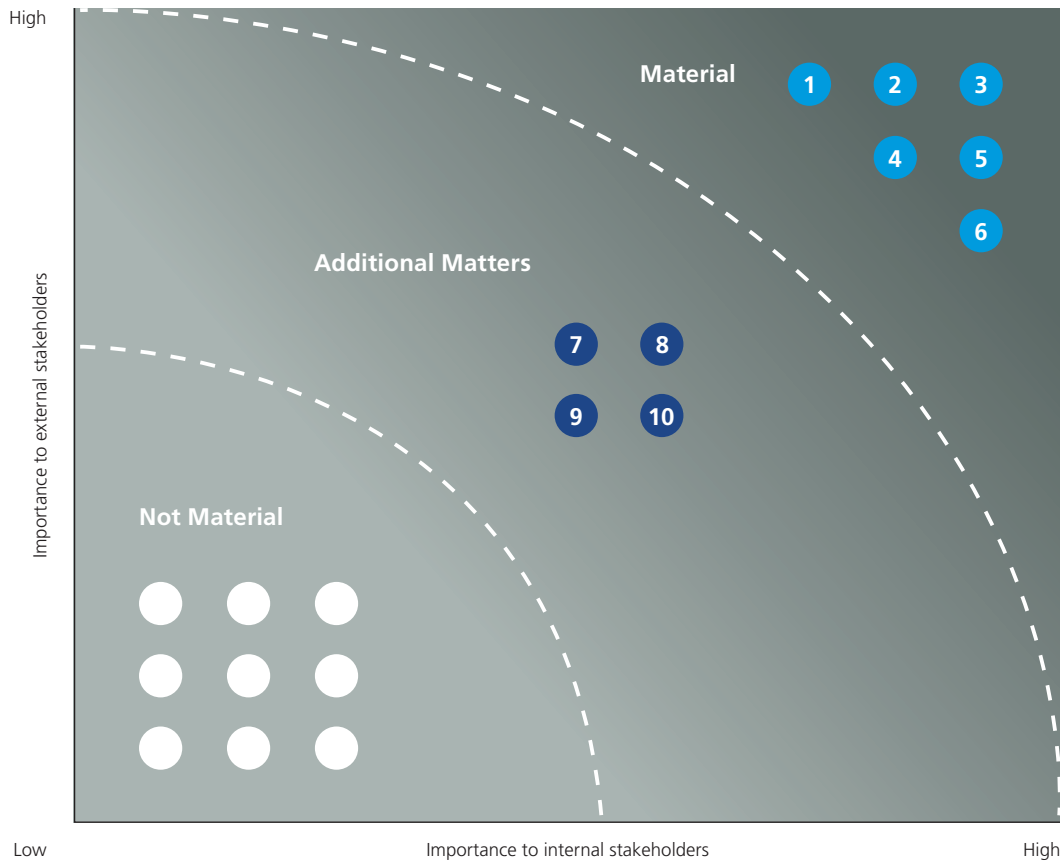 High
Material
1 2 3
4 5
6
Additional Matters
7 8
9 10
Importance to external stakeholders
Not Material
Low
Importance to internal stakeholders
High